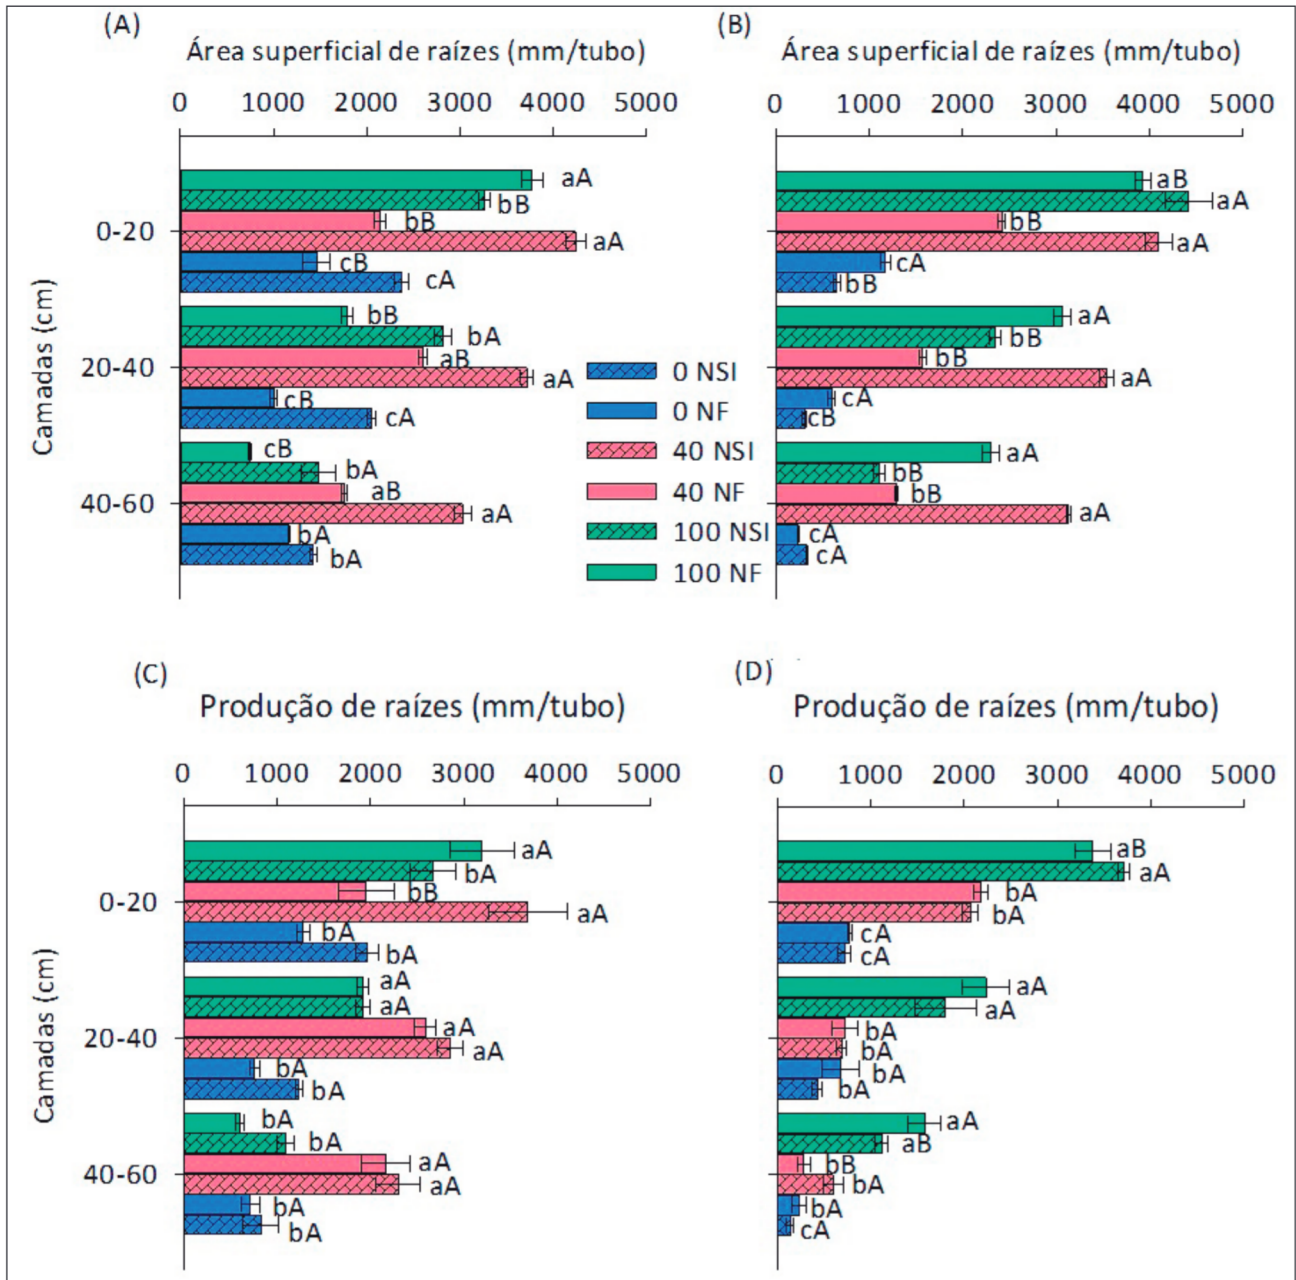 (A)
Área superficial de raízes (mm/tubo)
0 1000 2000 3000 4000 5000
Camadas (cm)
0-20
aA
bB
bB
aA
cB
cA
20-40
bB
bA
aB
aA
cB
cA
40-60
cB
bA
aB
aA
bA
bA
0 NSI
0 NF
40 NSI
40 NF
100 NSI
100 NF
(B)
Área superficial de raízes (mm/tubo)
0 1000 2000 3000 4000 5000
aB
aA
bB
aA
cA
bB
aA
bB
bB
aA
cA
cB
aA
bB
bB
aA
cA
cA
(C)
Produção de raízes (mm/tubo)
0 1000 2000 3000 4000 5000
Camadas (cm)
0-20
aA
bA
bB
aA
bA
bA
20-40
aA
aA
aA
aA
bA
bA
40-60
bA
bA
aA
aA
bA
bA
(D)
Produção de raízes (mm/tubo)
0 1000 2000 3000 4000 5000
aB
aA
bA
bA
cA
cA
aA
aA
bA
bA
bA
bA
aA
aB
bB
bA
bA
cA